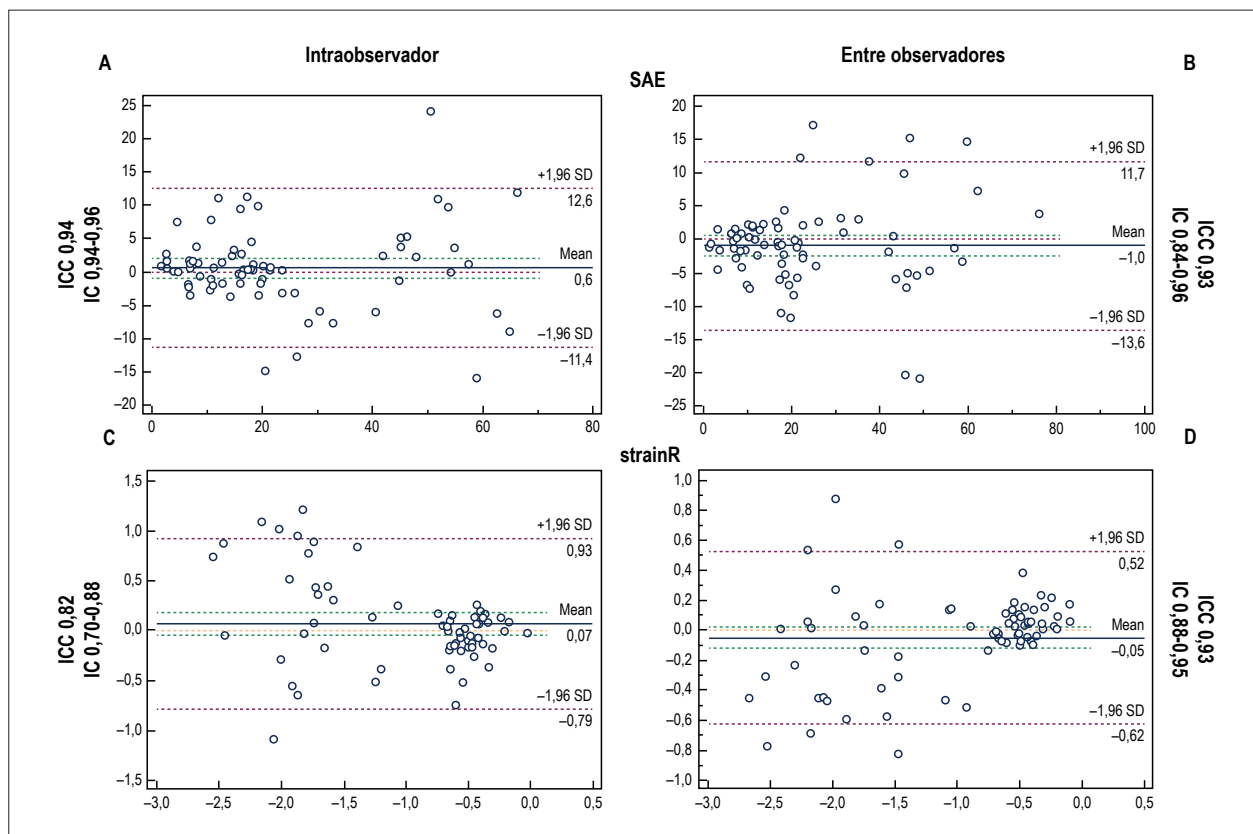 Intraobservador
Entre observadores
A
SAE
B
ICC 0,94
IC 0,94-0,96
25
20
15
10
5
0
–5
–10
–15
–20
+1,96 SD
12,6
Mean
0,6
–1,96 SD
–11,4
0 20 40 60 80
20
15
10
5
0
–5
–10
–15
–20
–25
+1,96 SD
11,7
Mean
–1,0
–1,96 SD
–13,6
0 20 40 60 80 100
ICC 0,93
IC 0,84-0,96
C
strainR
D
ICC 0,82
IC 0,70-0,88
1,5
1,0
0,5
0,0
–0,5
–1,0
–1,5
+1,96 SD
0,93
Mean
0,07
–1,96 SD
–0,79
–3,0 –2,5 –2,0 –1,5 –1,0 –0,5 0,0 0,5
1,0
0,8
0,6
0,4
0,2
0,0
–0,2
–0,4
–0,6
–0,8
–1,0
+1,96 SD
0,52
Mean
–0,05
–1,96 SD
–0,62
–3,0 –2,5 –2,0 –1,5 –1,0 –0,5 0,0 0,5
ICC 0,93
IC 0,88-0,95